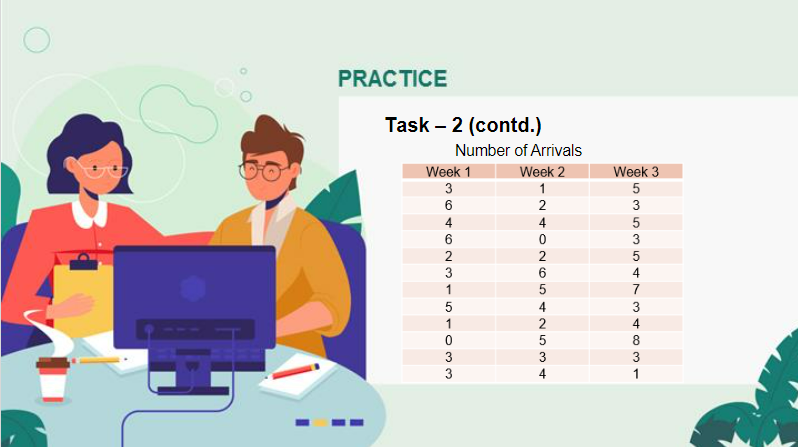 PRACTICE
Task – 2 (contd.)
Number of Arrivals
Week 1 Week 2 Week 3
3 1 5
6 2 3
4 4 5
6 0 3
2 2 5
3 6 4
1 5 7
5 4 3
1 2 4
0 5 8
3 3 3
3 4 1